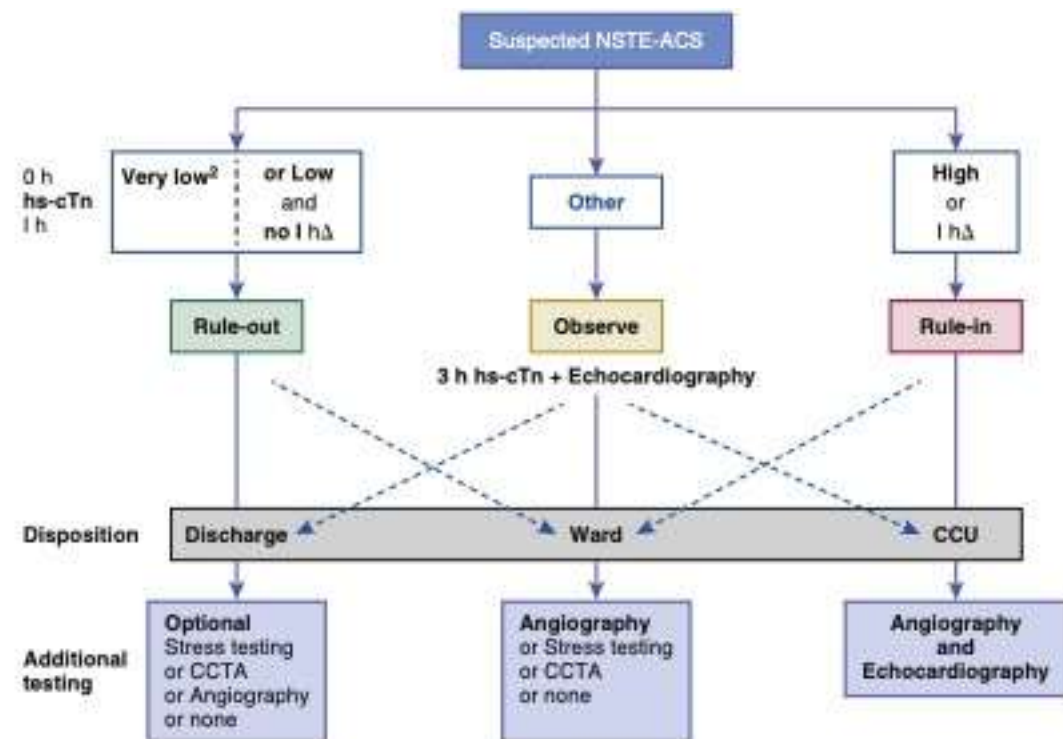 Suspected NSTE-ACS
0 h
hs-cTn
I h
Very low²
or Low
and
no I hΔ
Other
High
or
I hΔ
Rule-out
Observe
Rule-in
3 h hs-cTn + Echocardiography
Disposition
Discharge
Ward
CCU
Additional
testing
Optional
Stress testing
or CCTA
or Angiography
or none
Angiography
or Stress testing
or CCTA
or none
Angiography
and
Echocardiography